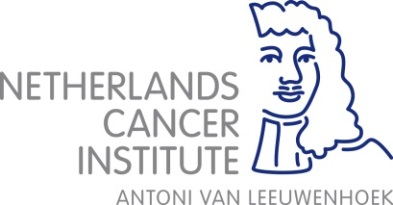 NETHERLANDS
CANCER
INSTITUTE
ANTONI VAN LEEUWENHOEK